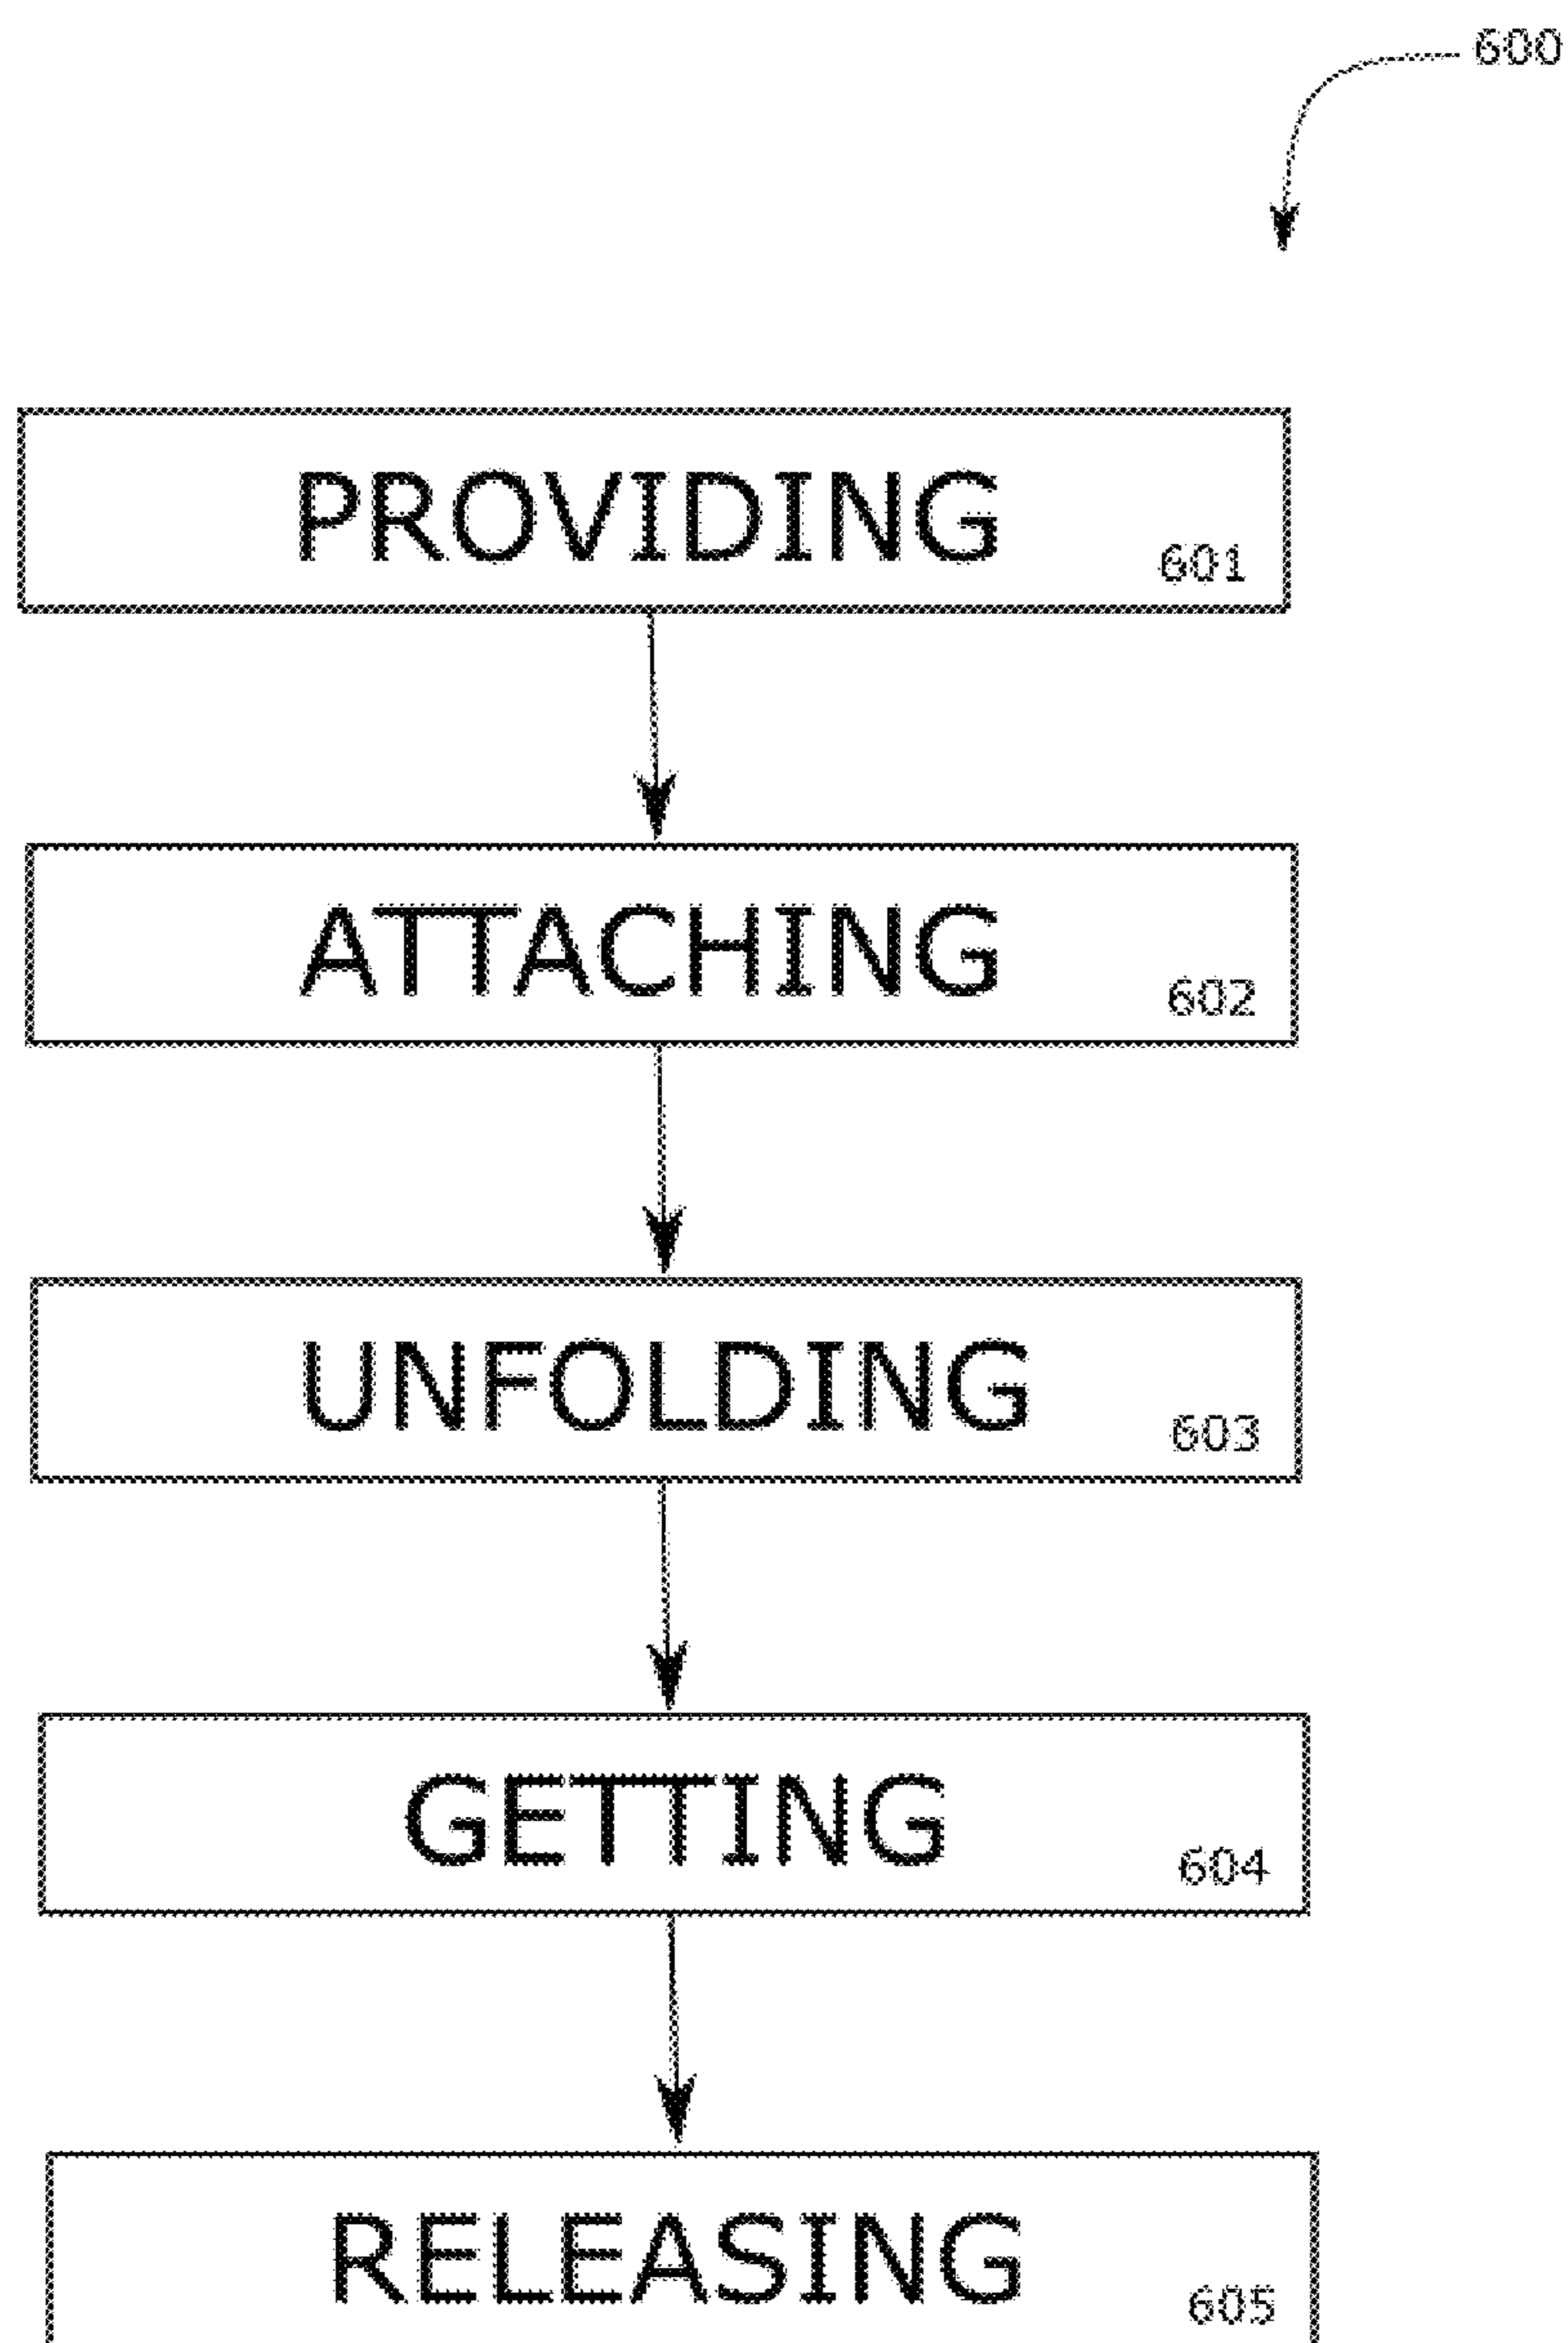 600
PROVIDING
601
ATTACHING
602
UNFOLDING
603
GETTING
604
RELEASING
605